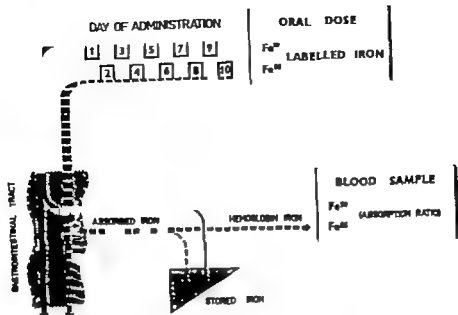 DAY OF ADMINISTRATION
1 3 5 7 9
2 4 6 8 10
ORAL DOSE
LABELLED IRON
GASTROINTESTINAL TRACT
ABSORBED IRON
HEMOGLOBIN IRON
STORED IRON
BLOOD SAMPLE
(ABSORPTION RATIO)